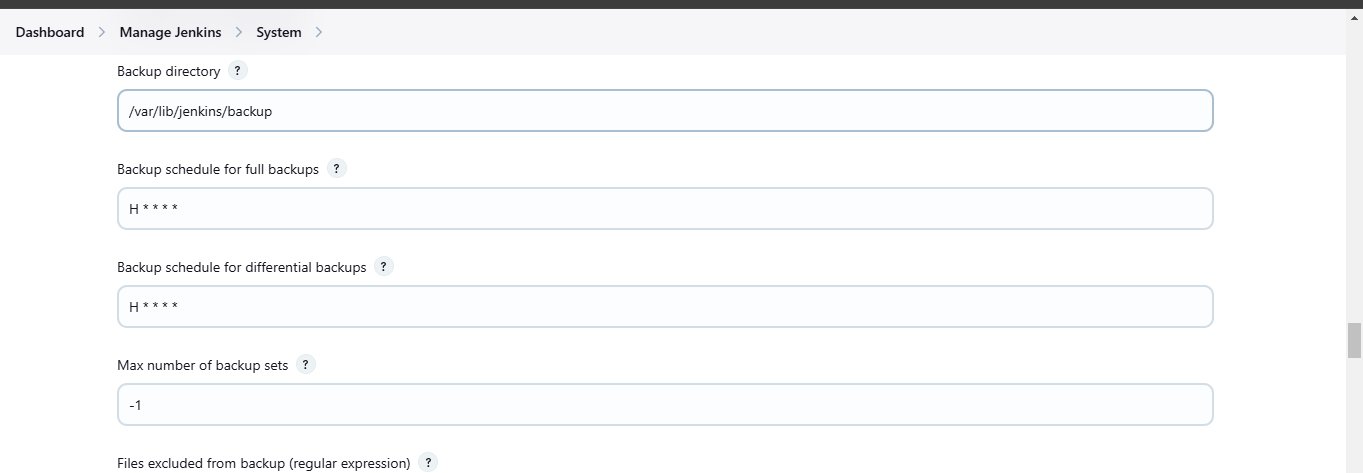 Dashboard > Manage Jenkins > System >
Backup directory ?
/var/lib/jenkins/backup
Backup schedule for full backups ?
H * * * *
Backup schedule for differential backups ?
H * * * *
Max number of backup sets ?
-1
Files excluded from backup (regular expression) ?